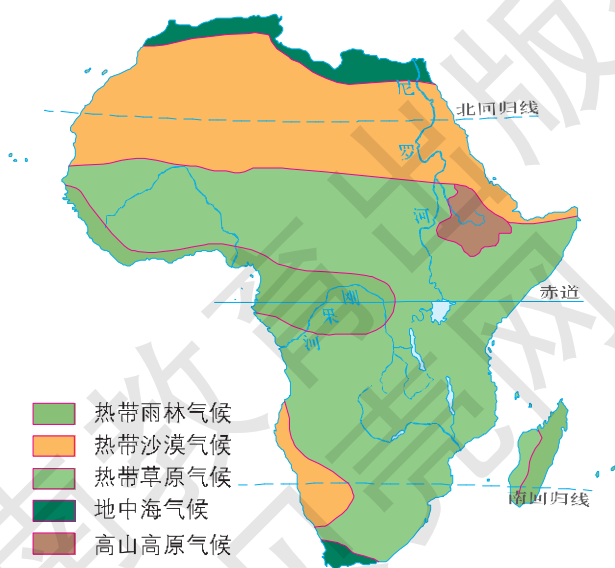 北回归线
尼
罗
河
赤道
刚
果
河
热带雨林气候
热带沙漠气候
热带草原气候
地中海气候
高山高原气候
南回归线